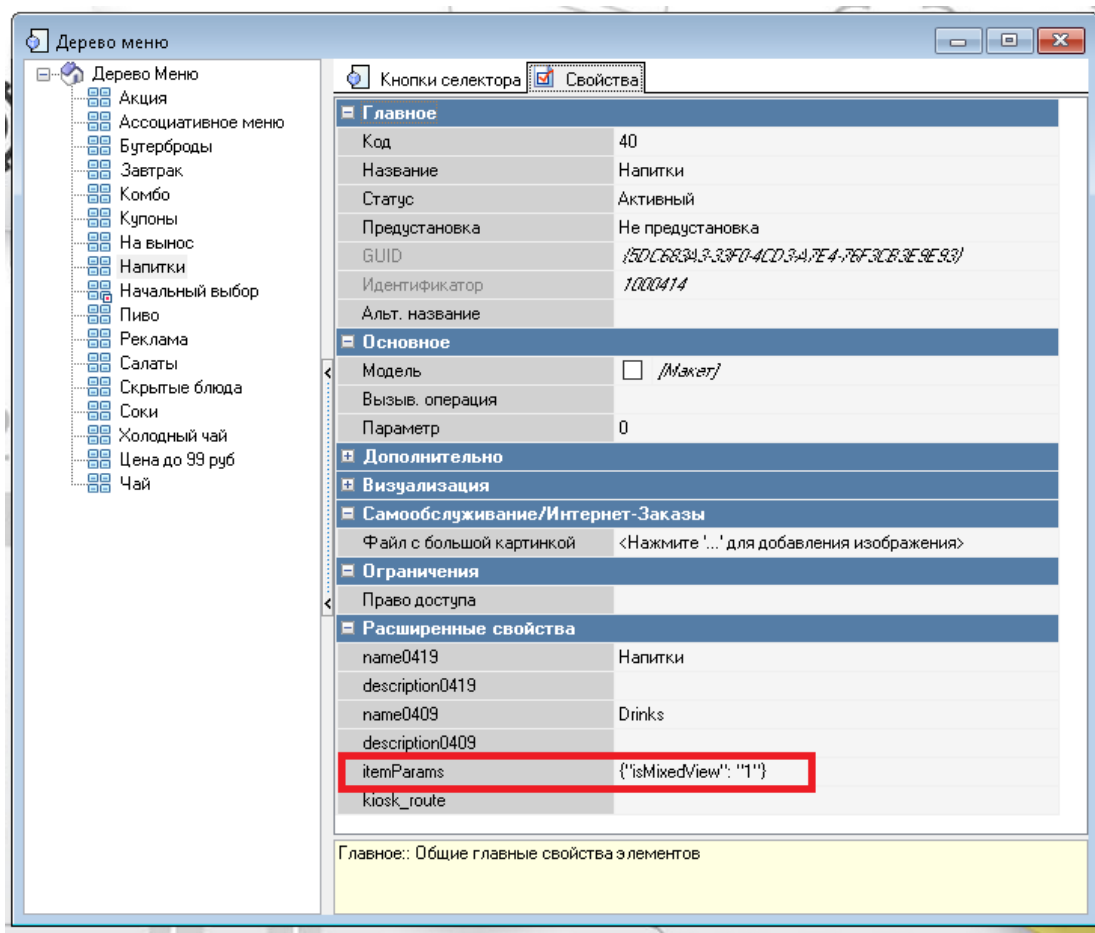 Дерево меню
Дерево Меню
Акция
Ассоциативное меню
Бутерброды
Завтрак
Комбо
Купоны
На вынос
Напитки
Начальный выбор
Пиво
Реклама
Салаты
Скрытые блюда
Соки
Холодный чай
Цена до 99 руб
Чай
Кнопки селектора Свойства
Главное
Код 40
Название Напитки
Статус Активный
Предустановка Не предустановка
GUID {5DC683A3-33F0-4CD3-A7E4-76F3CB3E9E93}
Идентификатор 1000414
Альт. название
Основное
Модель [Макет]
Вызыв. операция
Параметр 0
Дополнительно
Визуализация
Самообслуживание/Интернет-Заказы
Файл с большой картинкой <Нажмите '...' для добавления изображения>
Ограничения
Право доступа
Расширенные свойства
name0419 Напитки
description0419
name0409 Drinks
description0409
itemParams {"isMixedView": "1"}
kiosk_route
Главное:: Общие главные свойства элементов